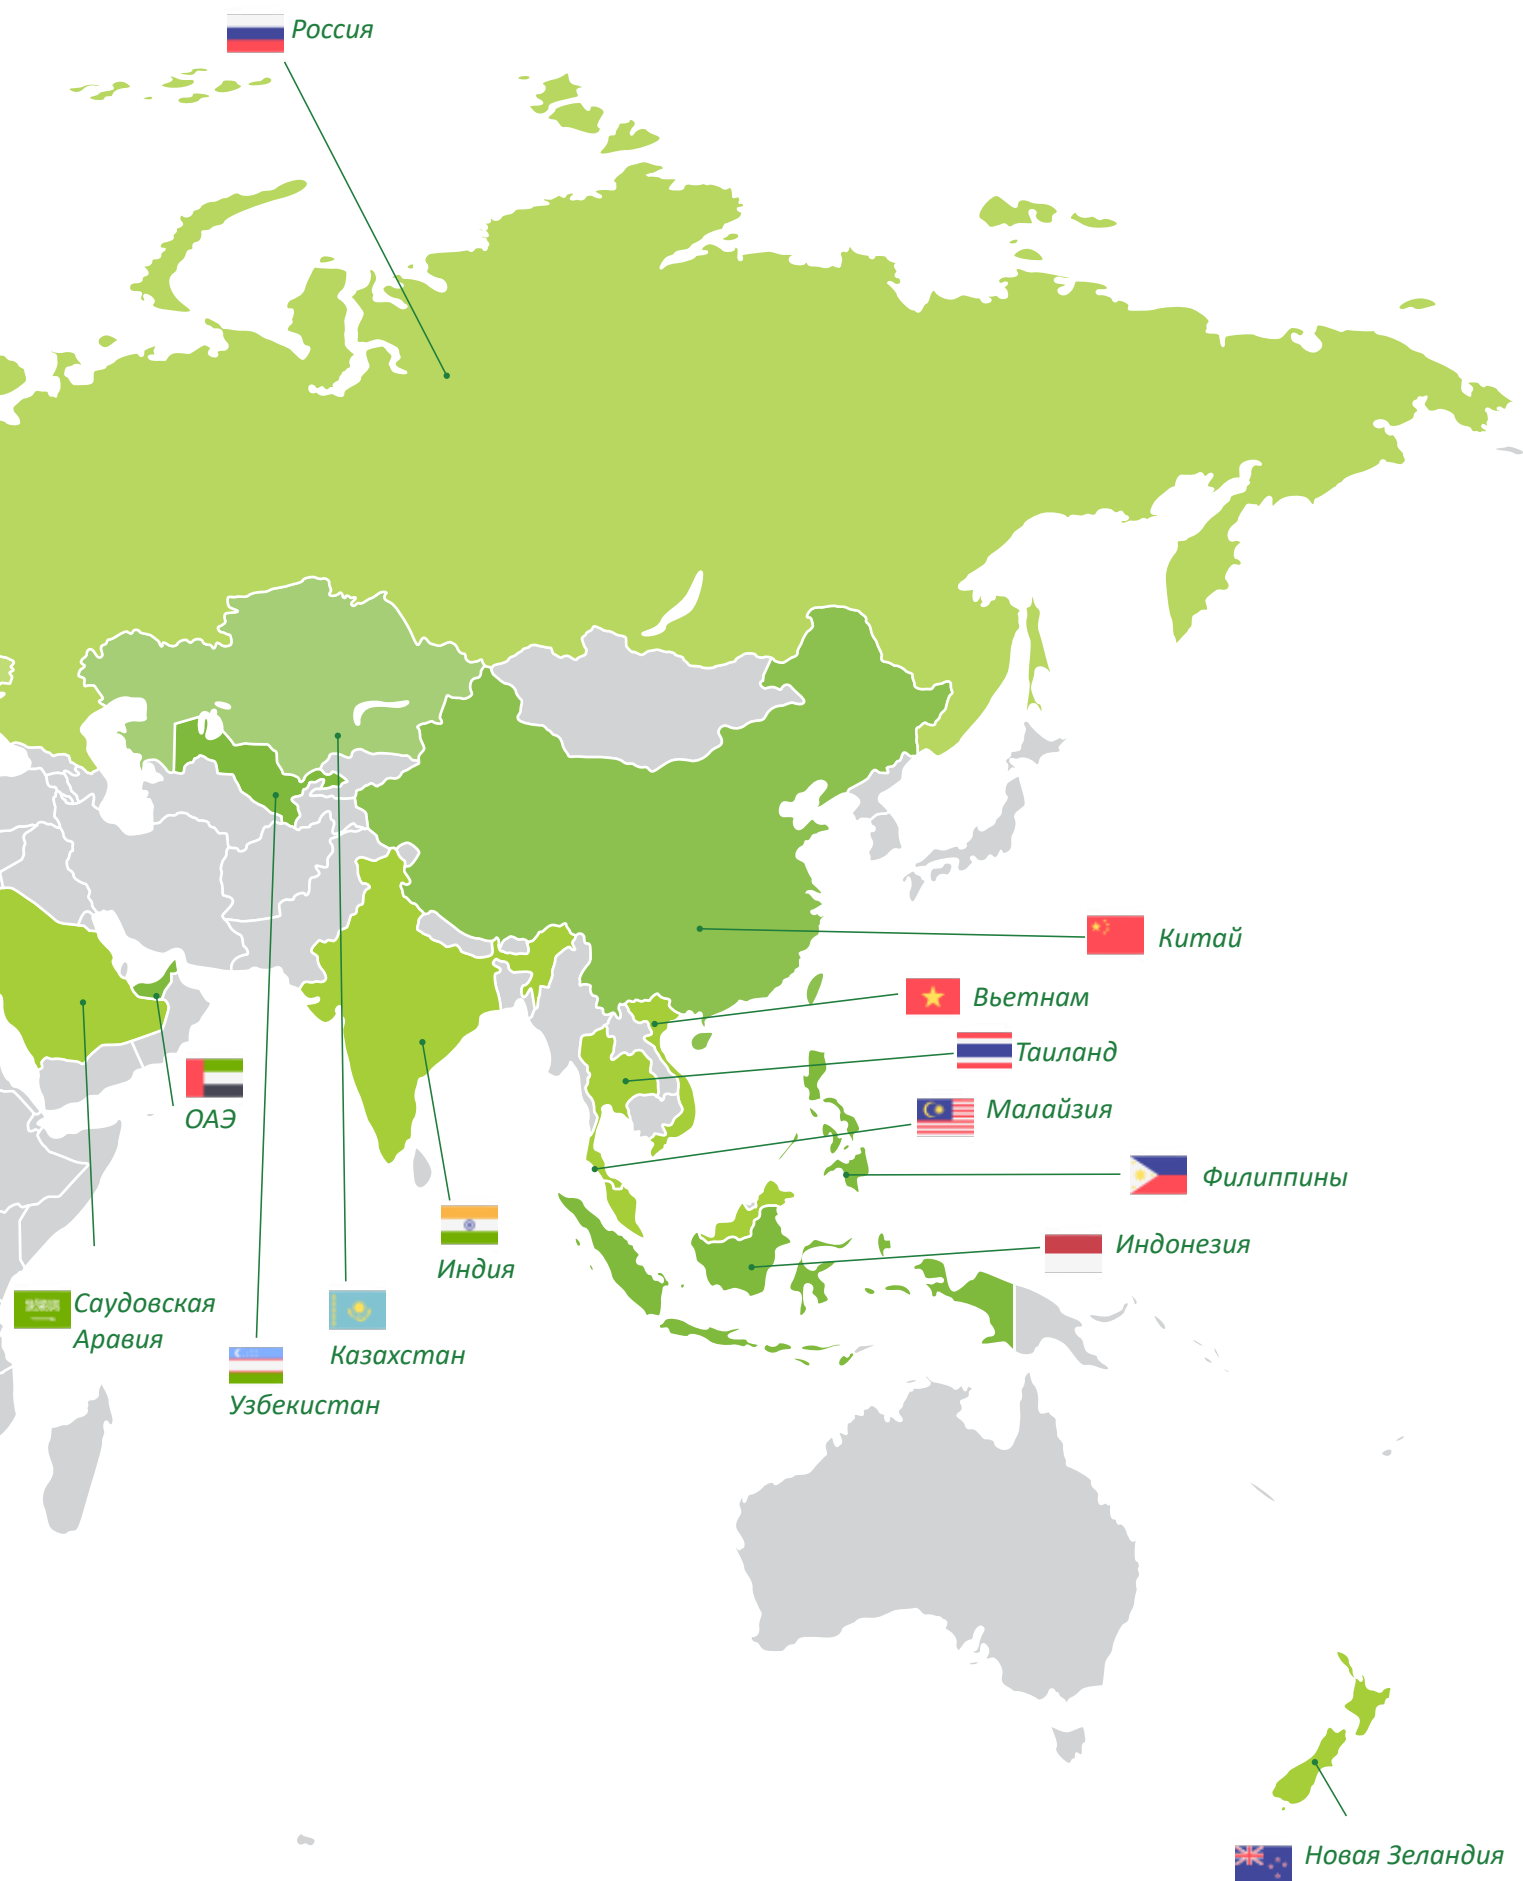 Россия
Китай
Вьетнам
Таиланд
Малайзия
ОАЭ
Филиппины
Индонезия
Индия
Саудовская
Аравия
Казахстан
Узбекистан
Новая Зеландия